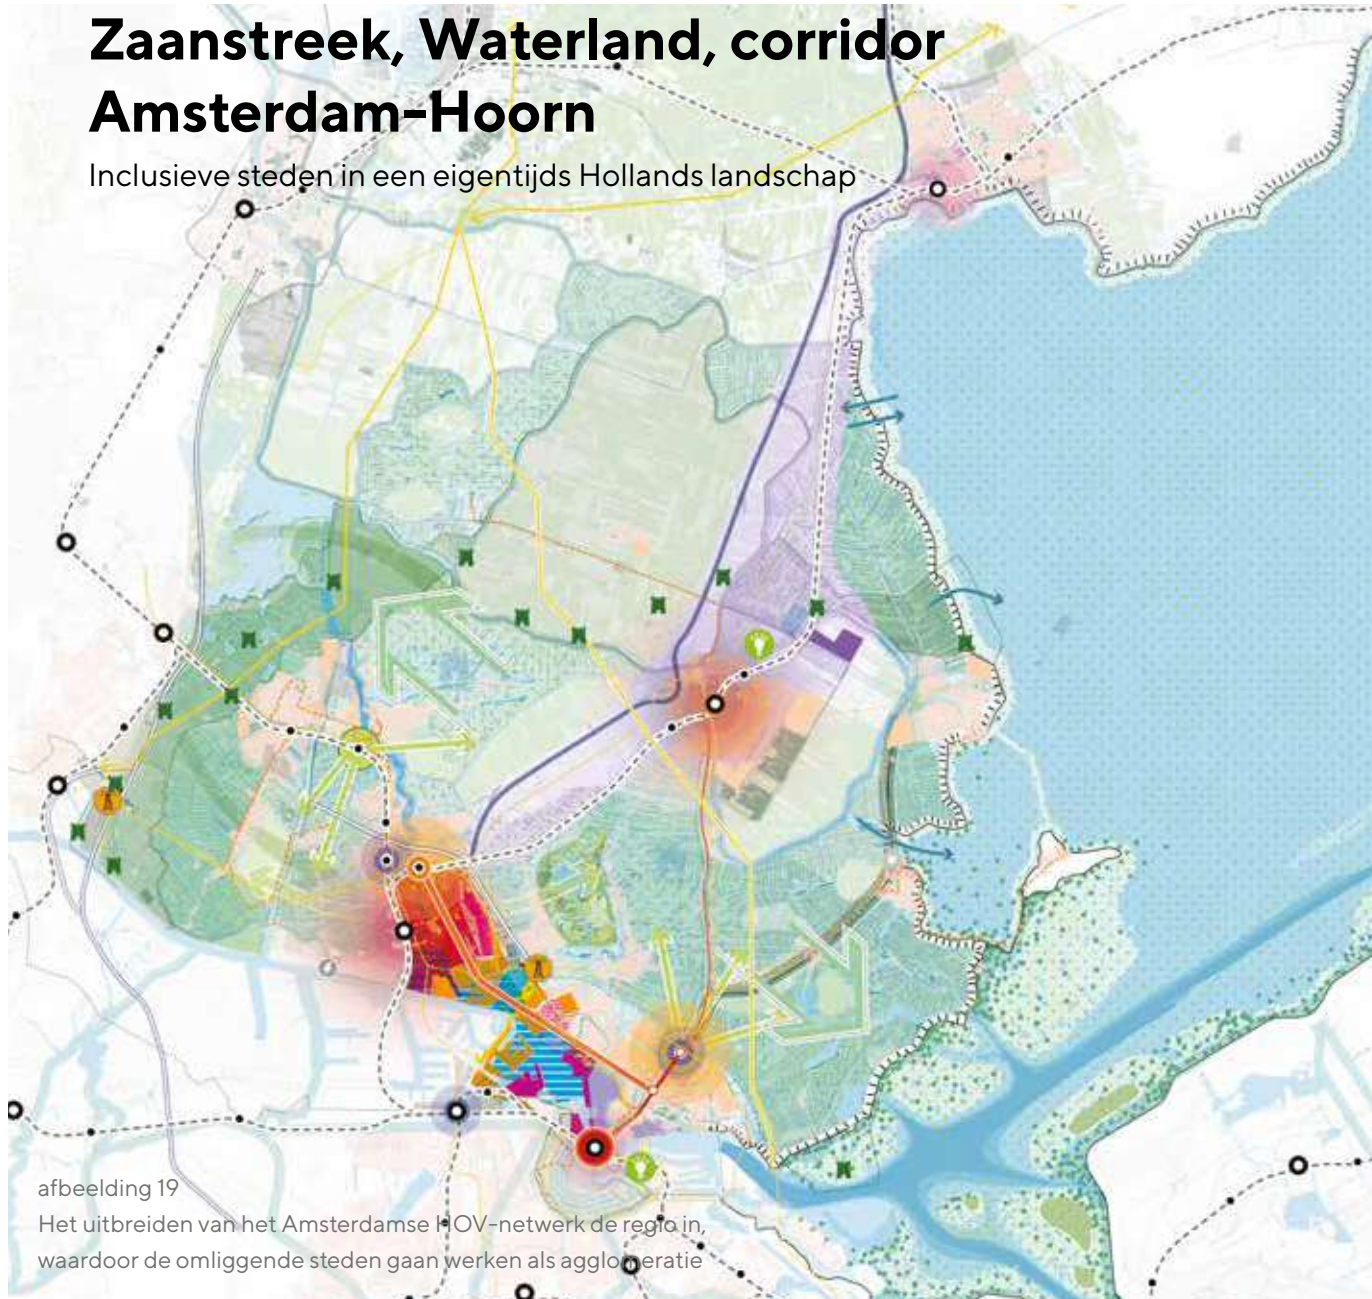 Zaanstreek, Waterland, corridor
Amsterdam-Hoorn
Inclusieve steden in een eigentijds Hollands landschap
afbeelding 19
Het uitbreiden van het Amsterdamse HOV-netwerk de regio in,
waardoor de omliggende steden gaan werken als agglomeratie